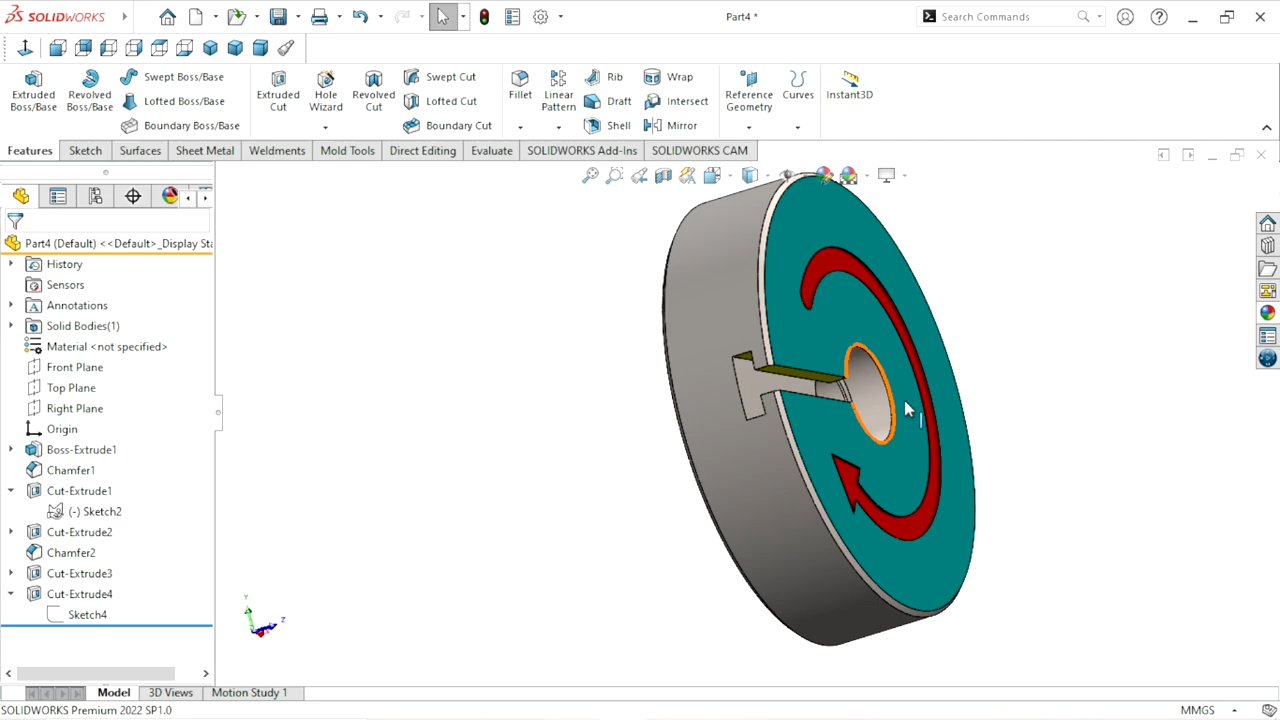 SOLIDWORKS
Part4 *
Search Commands
Extruded Boss/Base
Revolved Boss/Base
Swept Boss/Base
Lofted Boss/Base
Boundary Boss/Base
Extruded Cut
Hole Wizard
Revolved Cut
Swept Cut
Lofted Cut
Boundary Cut
Fillet
Linear Pattern
Rib
Draft
Shell
Wrap
Intersect
Mirror
Reference Geometry
Curves
Instant3D
Features
Sketch
Surfaces
Sheet Metal
Weldments
Mold Tools
Direct Editing
Evaluate
SOLIDWORKS Add-Ins
SOLIDWORKS CAM
Part4 (Default) <<Default>_Display Sta
History
Sensors
Annotations
Solid Bodies(1)
Material <not specified>
Front Plane
Top Plane
Right Plane
Origin
Boss-Extrude1
Chamfer1
Cut-Extrude1
(-) Sketch2
Cut-Extrude2
Chamfer2
Cut-Extrude3
Cut-Extrude4
Sketch4
Y
Z
Model
3D Views
Motion Study 1
SOLIDWORKS Premium 2022 SP1.0
MMGS